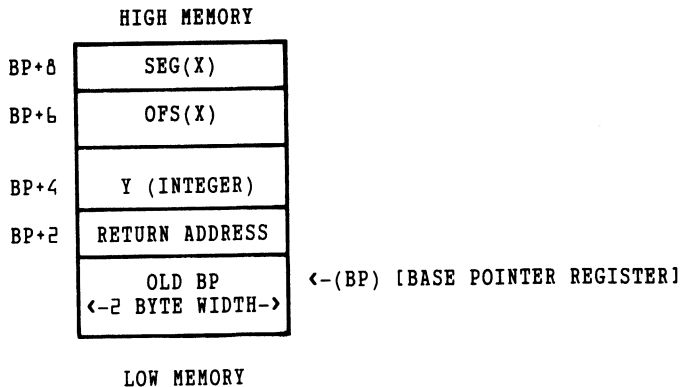 HIGH MEMORY
BP+8 SEG(X)
BP+6 OFS(X)
BP+4 Y (INTEGER)
BP+2 RETURN ADDRESS
OLD BP <-(BP) [BASE POINTER REGISTER]
<-2 BYTE WIDTH->
LOW MEMORY